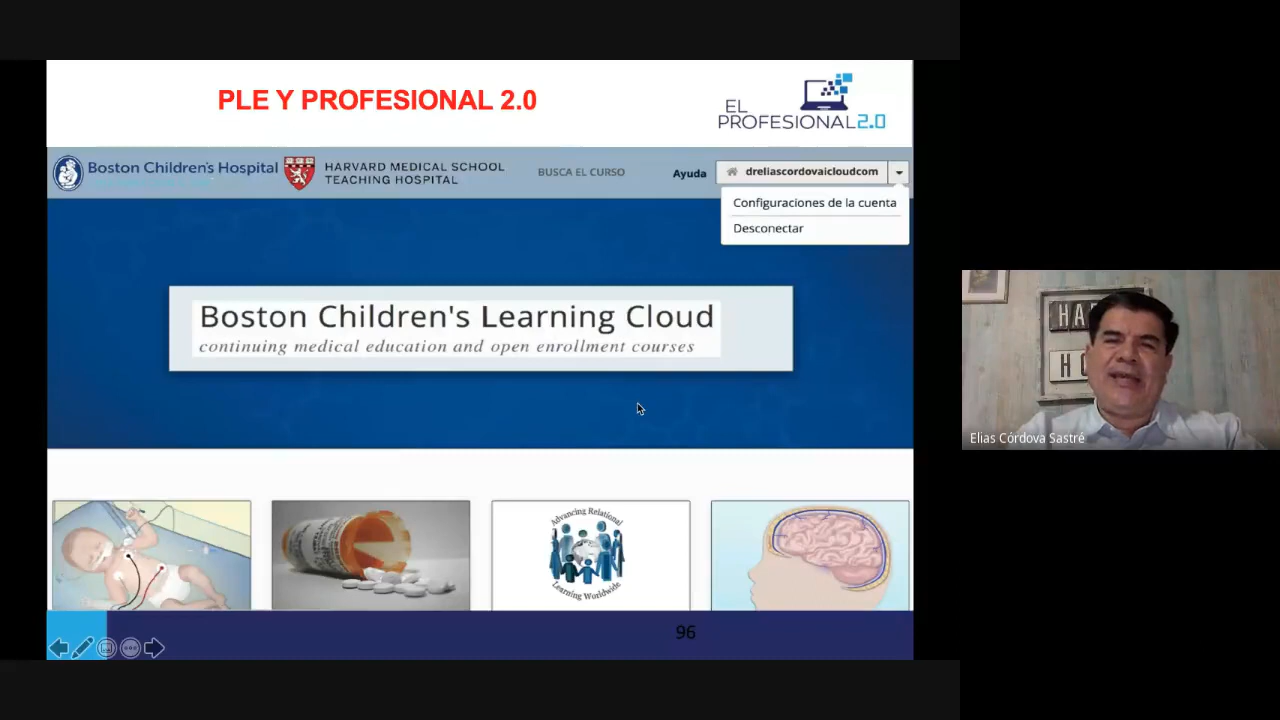 PLE Y PROFESIONAL 2.0
EL
PROFESIONAL2.0
Boston Children's Hospital
HARVARD MEDICAL SCHOOL
TEACHING HOSPITAL
BUSCA EL CURSO
Ayuda
dreliascordovaicloudcom
Configuraciones de la cuenta
Desconectar
Boston Children's Learning Cloud
continuing medical education and open enrollment courses
Advancing Relational
Learning Worldwide
96
HA
HO
Elias Córdova Sastré